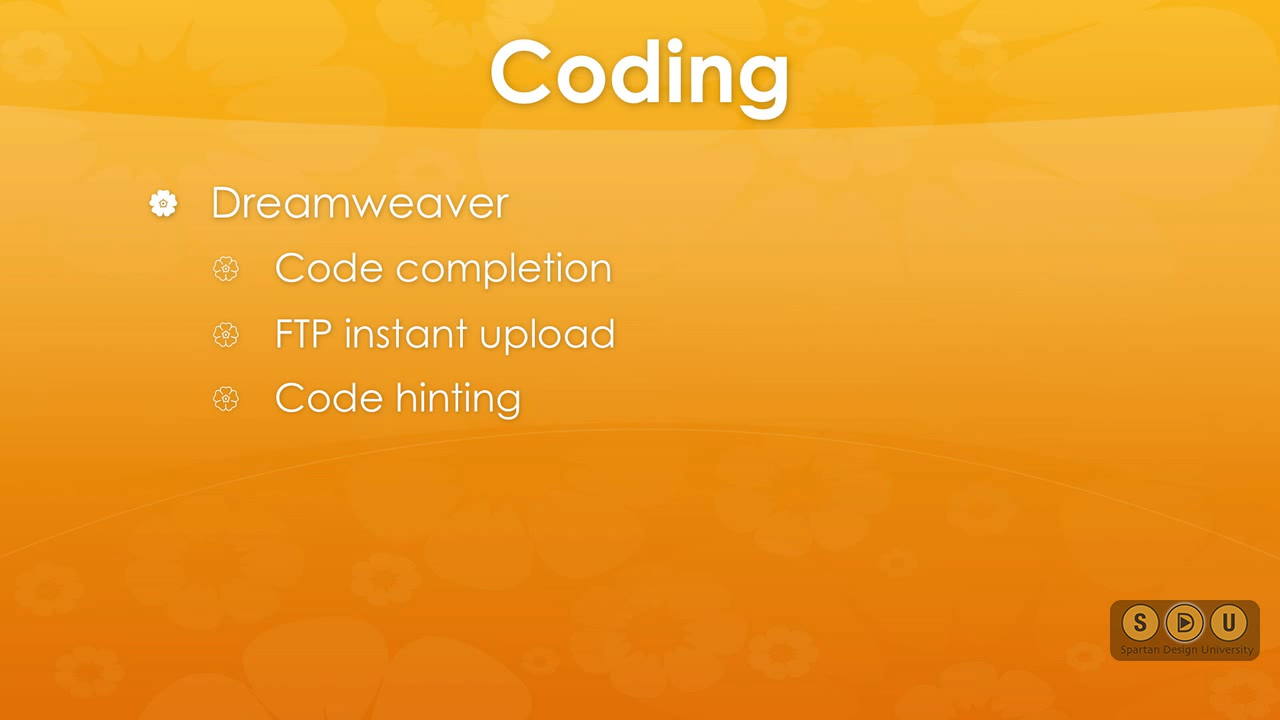 Coding
Dreamweaver
Code completion
FTP instant upload
Code hinting
S D U
Spartan Design University